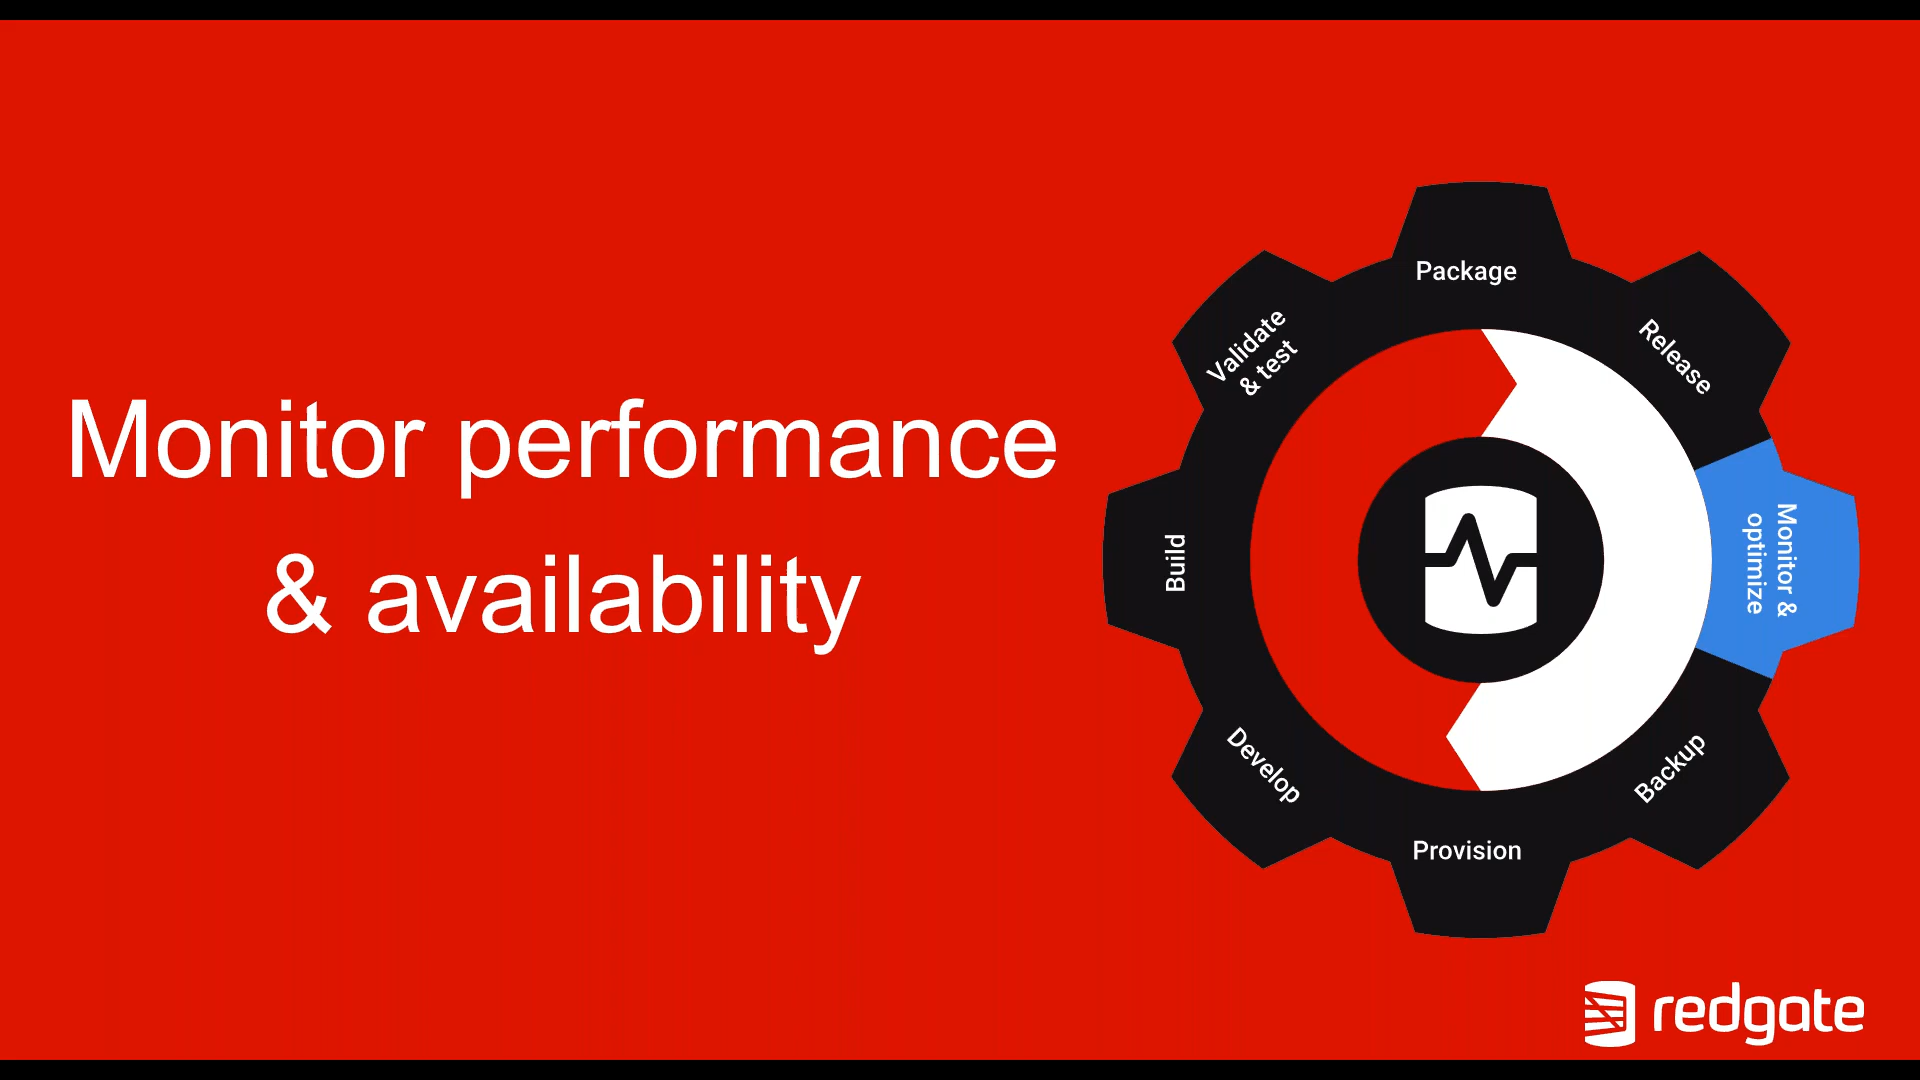 Monitor performance
& availability
Package
Release
Monitor &
optimize
Backup
Provision
Develop
Build
Validate
& test
redgate